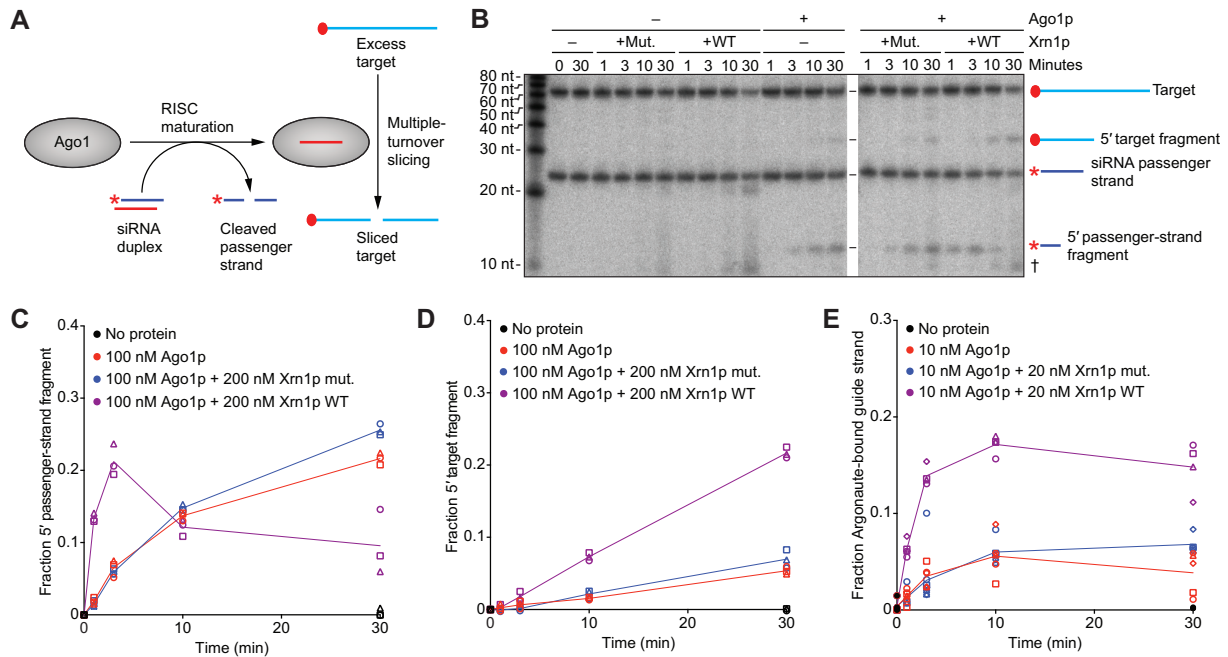 A
Excess
target
RISC
maturation
Ago1
Multiple-
turnover
slicing
*
*
siRNA
duplex
Cleaved
passenger
strand
Sliced
target
B
– + + Ago1p
– +Mut. +WT – +Mut. +WT Xrn1p
0 30 1 3 10 30 1 3 10 30 1 3 10 30 1 3 10 30 1 3 10 30 Minutes
80 nt
70 nt
60 nt
50 nt
40 nt
30 nt
20 nt
10 nt
Target
5′ target fragment
* siRNA passenger
strand
* 5′ passenger-strand
fragment
†
C
No protein
100 nM Ago1p
100 nM Ago1p + 200 nM Xrn1p mut.
100 nM Ago1p + 200 nM Xrn1p WT
Fraction 5′ passenger-strand fragment
0.4
0.3
0.2
0.1
0
0 10 20 30
Time (min)
D
No protein
100 nM Ago1p
100 nM Ago1p + 200 nM Xrn1p mut.
100 nM Ago1p + 200 nM Xrn1p WT
Fraction 5′ target fragment
0.4
0.3
0.2
0.1
0
0 10 20 30
Time (min)
E
No protein
10 nM Ago1p
10 nM Ago1p + 20 nM Xrn1p mut.
10 nM Ago1p + 20 nM Xrn1p WT
Fraction Argonaute-bound guide strand
0.3
0.2
0.1
0
0 10 20 30
Time (min)